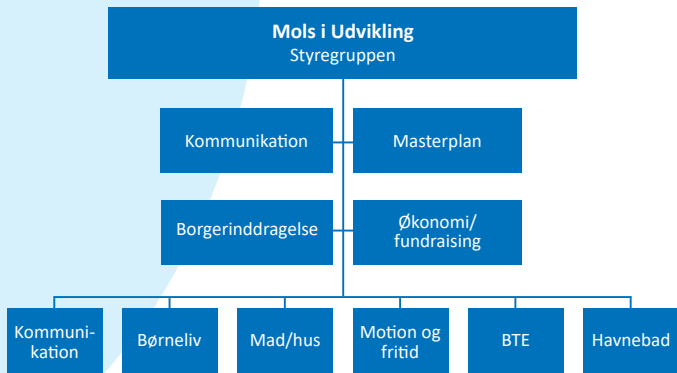 Mols i Udvikling
Styregruppen
Kommunikation
Masterplan
Borgerinddragelse
Økonomi/
fundraising
Kommuni-
kation
Børneliv
Mad/hus
Motion og
fritid
BTE
Havnebad